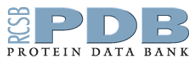 RCSB
PDB
PROTEIN DATA BANK